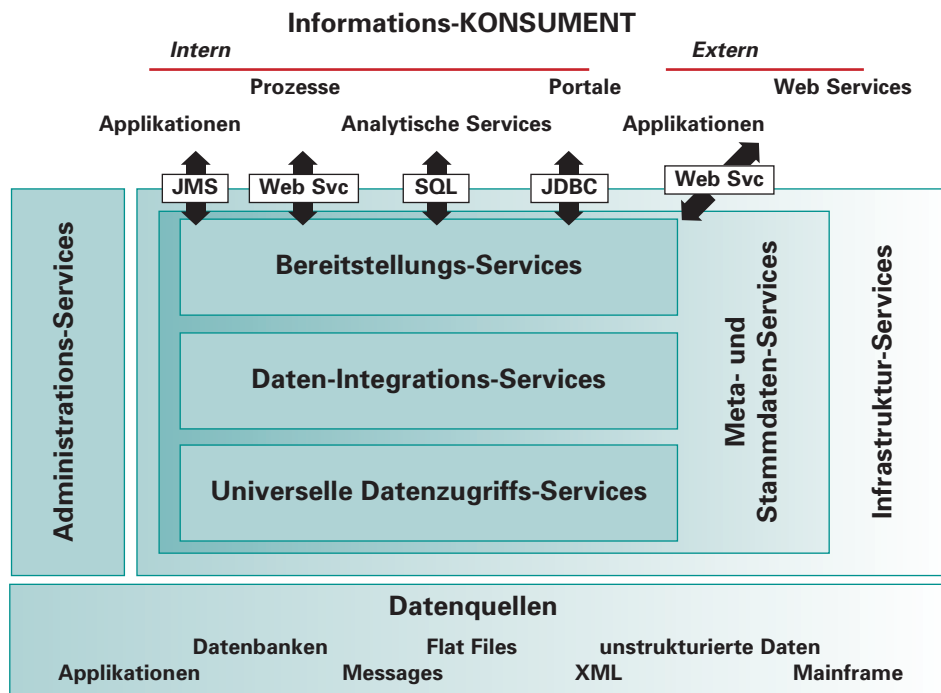 Informations-KONSUMENT
Intern
Extern
Prozesse
Portale
Web Services
Applikationen
Analytische Services
Applikationen
JMS
Web Svc
SQL
JDBC
Web Svc
Administrations-Services
Bereitstellungs-Services
Daten-Integrations-Services
Universelle Datenzugriffs-Services
Meta- und
Stammdaten-Services
Infrastruktur-Services
Datenquellen
Datenbanken
Flat Files
unstrukturierte Daten
Applikationen
Messages
XML
Mainframe